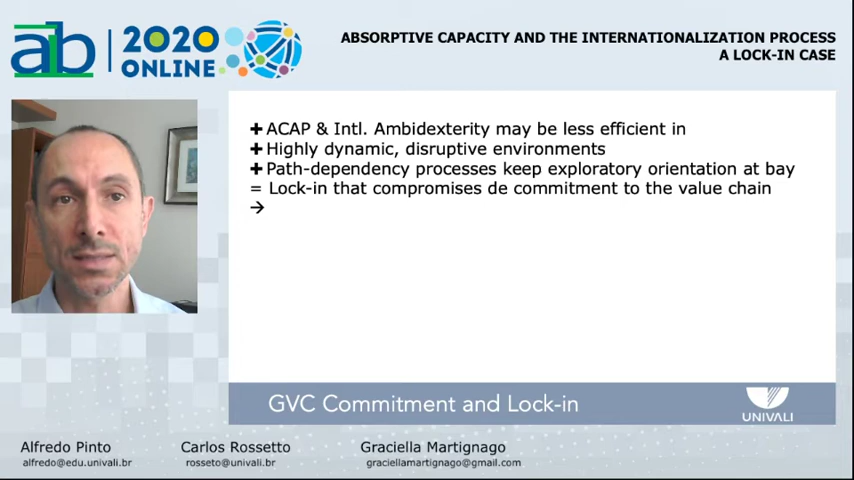 aib
2020
ONLINE
ABSORPTIVE CAPACITY AND THE INTERNATIONALIZATION PROCESS
A LOCK-IN CASE
+ ACAP & Intl. Ambidexterity may be less efficient in
+ Highly dynamic, disruptive environments
+ Path-dependency processes keep exploratory orientation at bay
= Lock-in that compromises de commitment to the value chain
→
GVC Commitment and Lock-in
UNIVALI
Alfredo Pinto
alfredo@edu.univali.br
Carlos Rossetto
rosseto@univali.br
Graciella Martignago
graciellamartignago@gmail.com